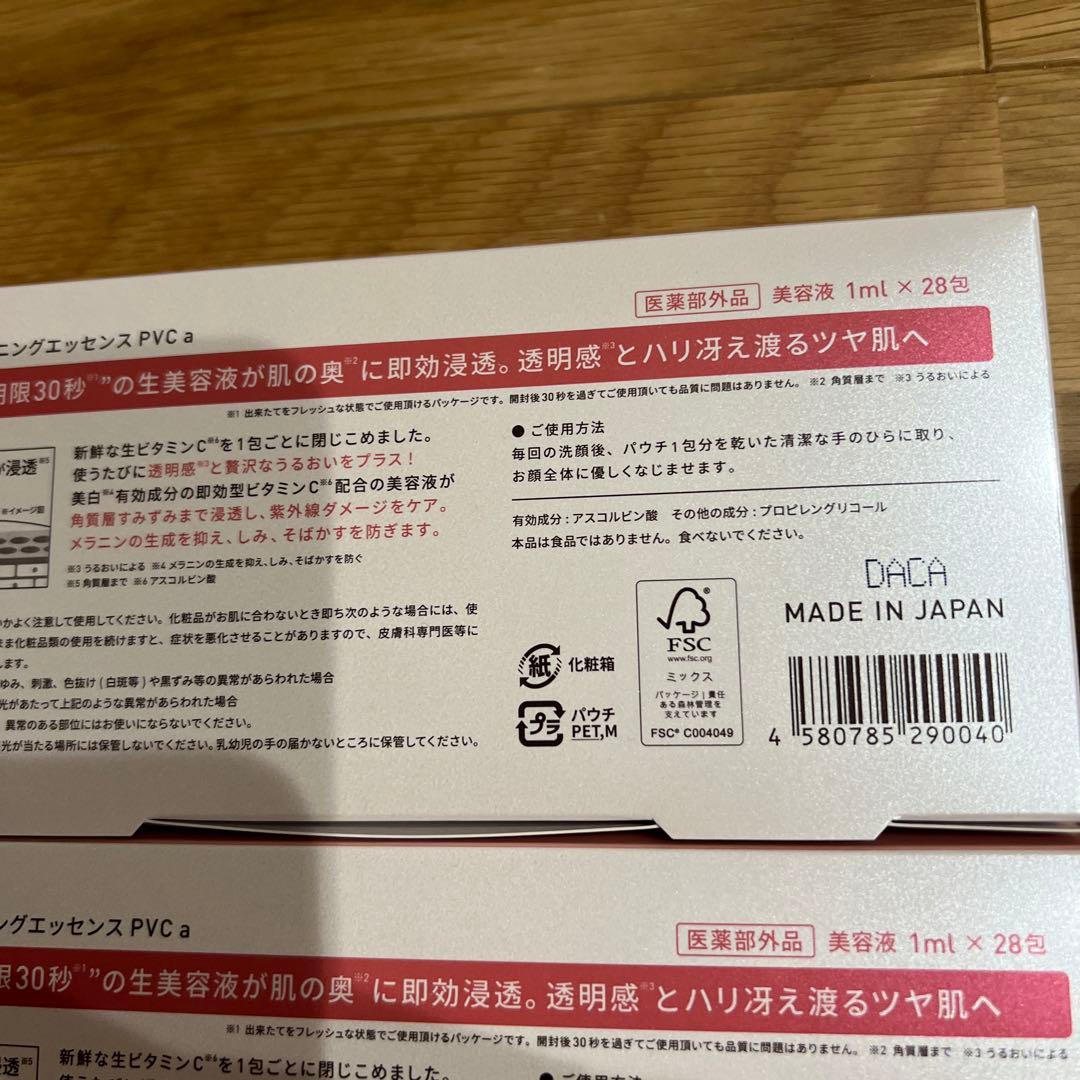 医薬部外品 美容液 1ml × 28包
ニングエッセンス PVC a
限30秒※1”の生美容液が肌の奥※2に即効浸透。透明感※3とハリ冴え渡るツヤ肌へ
※1 出来たてをフレッシュな状態でご使用頂けるパッケージです。開封後30秒を過ぎてご使用頂いても品質に問題はありません。 ※2 角質層まで ※3 うるおいによる
浸透※5
※イメージ図
新鮮な生ビタミンC※6を1包ごとに閉じこめました。
使うたびに透明感※3と贅沢なうるおいをプラス!
美白※4有効成分の即効型ビタミンC※6配合の美容液が
角質層すみずみまで浸透し、紫外線ダメージをケア。
メラニンの生成を抑え、しみ、そばかすを防ぎます。
※3 うるおいによる ※4 メラニンの生成を抑え、しみ、そばかすを防ぐ
※5 角質層まで ※6 アスコルビン酸
● ご使用方法
毎回の洗顔後、パウチ1包分を乾いた清潔な手のひらに取り、
お顔全体に優しくなじませます。
有効成分:アスコルビン酸 その他の成分:プロピレングリコール
本品は食品ではありません。食べないでください。
かよく注意して使用してください。化粧品がお肌に合わないとき即ち次のような場合には、使
まま化粧品類の使用を続けますと、症状を悪化させることがありますので、皮膚科専門医等に
します。
ゆみ、刺激、色抜け(白斑等)や黒ずみ等の異常があらわれた場合
光があたって上記のような異常があらわれた場合
異常のある部位にはお使いにならないでください。
光が当たる場所には保管しないでください。乳幼児の手の届かないところに保管してください。
紙 化粧箱
プラ パウチ
PET,M
FSC
www.fsc.org
ミックス
パッケージ | 責任
ある森林管理を
支えています
FSC® C004049
DACA
MADE IN JAPAN
4 580785 290040
ングエッセンス PVC a
医薬部外品 美容液 1ml × 28包
限30秒※1”の生美容液が肌の奥※2に即効浸透。透明感※3とハリ冴え渡るツヤ肌へ
※1 出来たてをフレッシュな状態でご使用頂けるパッケージです。開封後30秒を過ぎてご使用頂いても品質に問題はありません。 ※2 角質層まで ※3 うるおいによる
浸透※5
新鮮な生ビタミンC※6を1包ごとに閉じこめました。
● ご使用方法